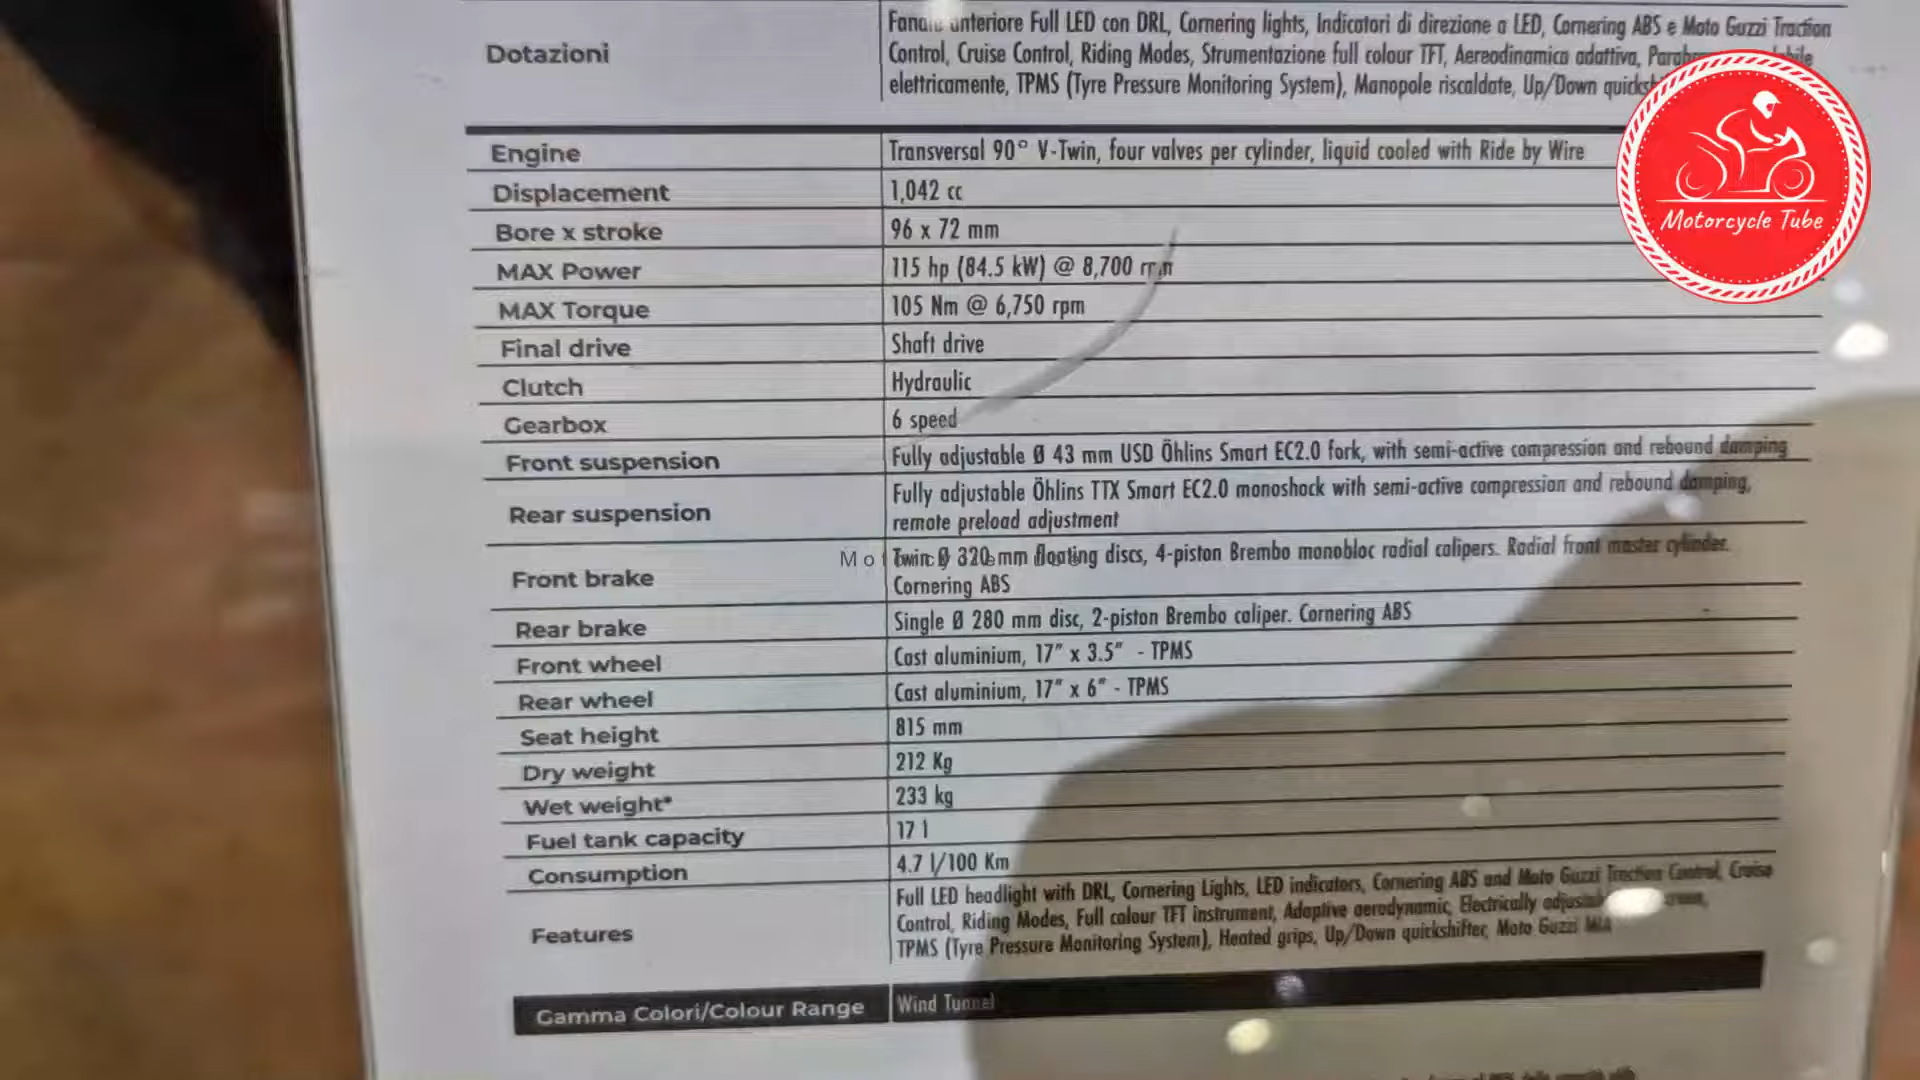 Dotazioni
anteriore Full LED con DRL, Cornering lights, Indicatori di direzione a LED, Cornering ABS e Moto Guzzi Traction
Control, Cruise Control, Riding Modes, Strumentazione full colour TFT, Aereodinamica adattiva,
elettricamente, TPMS (Tyre Pressure Monitoring System), Manopole riscaldate, Up/Down
Motorcycle Tube
Engine Transversal 90° V-Twin, four valves per cylinder, liquid cooled with Ride by Wire
Displacement 1,042 cc
Bore x stroke 96 x 72 mm
MAX Power 115 hp (84.5 kW) @ 8,700
MAX Torque 105 Nm @ 6,750 rpm
Final drive Shaft drive
Clutch Hydraulic
Gearbox 6 speed
Front suspension Fully adjustable Ø 43 mm USD Öhlins Smart EC2.0 fork, with semi-active compression and rebound damping
Rear suspension Fully adjustable Öhlins TTX Smart EC2.0 monoshock with semi-active compression and rebound damping,
remote preload adjustment
Front brake Twin Ø 320 mm floating discs, 4-piston Brembo monobloc radial calipers. Radial front master cylinder.
Cornering ABS
Rear brake Single Ø 280 mm disc, 2-piston Brembo caliper. Cornering ABS
Front wheel Cast aluminium, 17” x 3.5” - TPMS
Rear wheel Cast aluminium, 17” x 6” - TPMS
Seat height 815 mm
Dry weight 212 Kg
Wet weight* 233 kg
Fuel tank capacity 17 l
Consumption 4.7 l/100 Km
Features
Full LED headlight with DRL, Cornering Lights, LED indicators, Cornering ABS and Moto Guzzi Traction Control, Cruise
Control, Riding Modes, Full colour TFT instrument, Adaptive aerodynamic, Electrically
TPMS (Tyre Pressure Monitoring System), Heated grips, Up/Down quickshifter, Moto Guzzi MIA
Gamma Colori/Colour Range Wind Tunnel